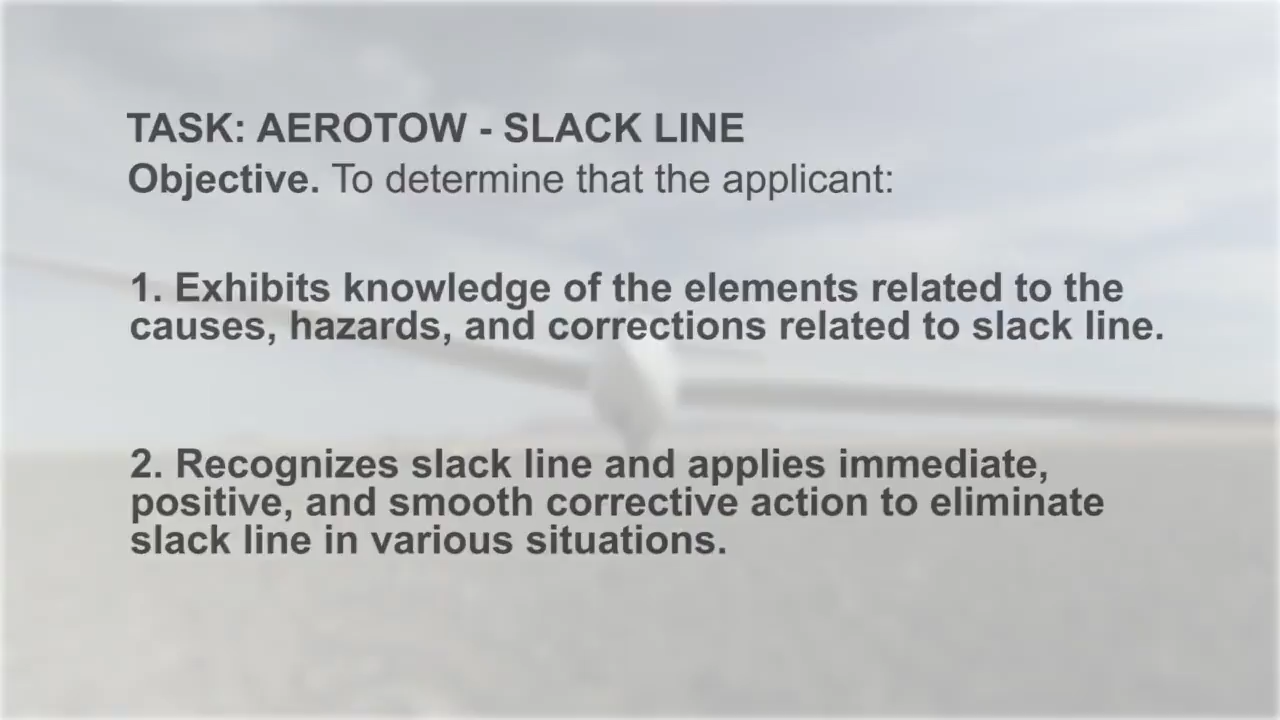 TASK: AEROTOW - SLACK LINE
Objective. To determine that the applicant:
1. Exhibits knowledge of the elements related to the
causes, hazards, and corrections related to slack line.
2. Recognizes slack line and applies immediate,
positive, and smooth corrective action to eliminate
slack line in various situations.